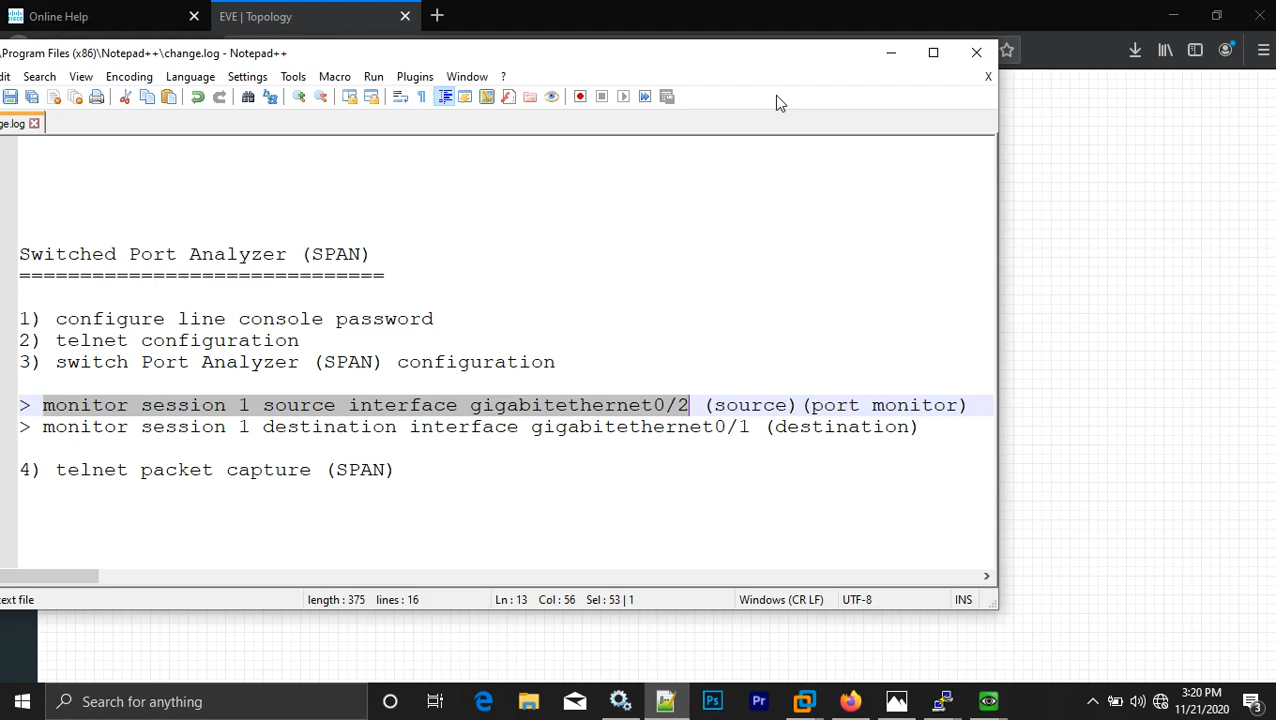 Online Help
EVE | Topology
\Program Files (x86)\Notepad++\change.log - Notepad++
dit Search View Encoding Language Settings Tools Macro Run Plugins Window ? X
ge.log
Switched Port Analyzer (SPAN)
==============================
1) configure line console password
2) telnet configuration
3) switch Port Analyzer (SPAN) configuration
> monitor session 1 source interface gigabitethernet0/2 (source)(port monitor)
> monitor session 1 destination interface gigabitethernet0/1 (destination)
4) telnet packet capture (SPAN)
text file length : 375 lines : 16 Ln : 13 Col : 56 Sel : 53 | 1 Windows (CR LF) UTF-8 INS
Search for anything
Ps
Pr
3:20 PM
11/21/2020
3